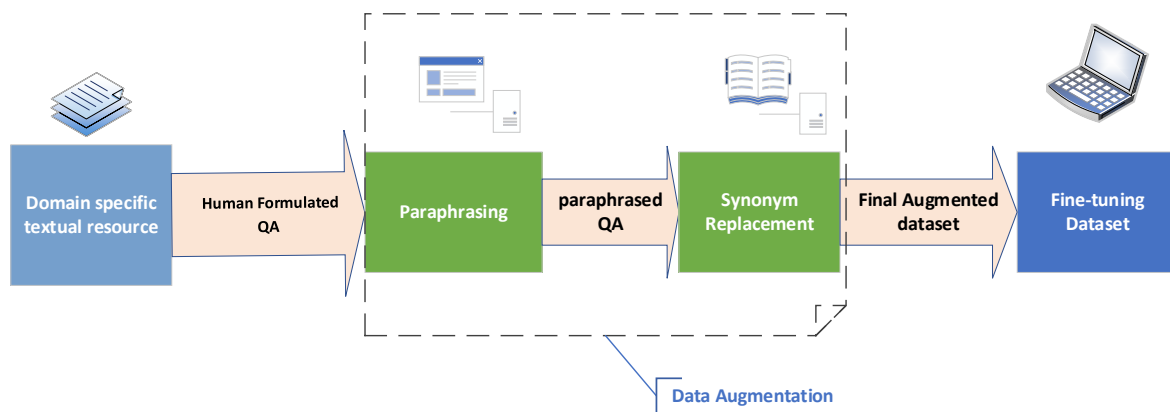 Domain specific
textual resource
Human Formulated
QA
Paraphrasing
paraphrased
QA
Synonym
Replacement
Final Augmented
dataset
Fine-tuning
Dataset
Data Augmentation